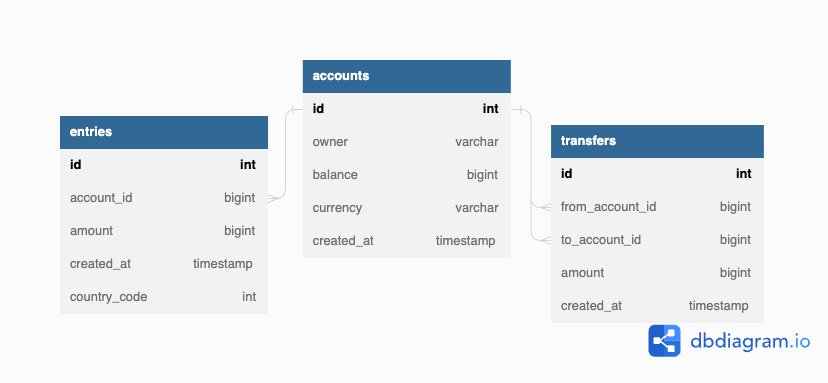 entries
id int
account_id bigint
amount bigint
created_at timestamp
country_code int
accounts
id int
owner varchar
balance bigint
currency varchar
created_at timestamp
transfers
id int
from_account_id bigint
to_account_id bigint
amount bigint
created_at timestamp
dbdiagram.io